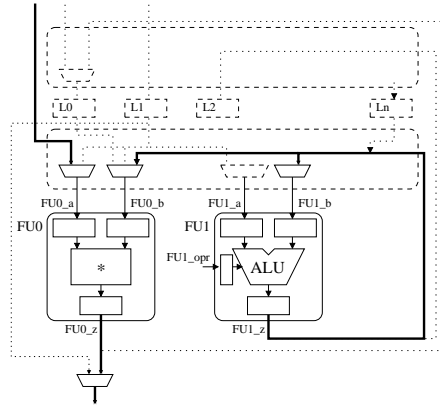 L0 L1 L2 Ln
FU0_a FU0_b FU1_a FU1_b
FU0 FU1
* ALU
FU1_opr
FU0_z FU1_z